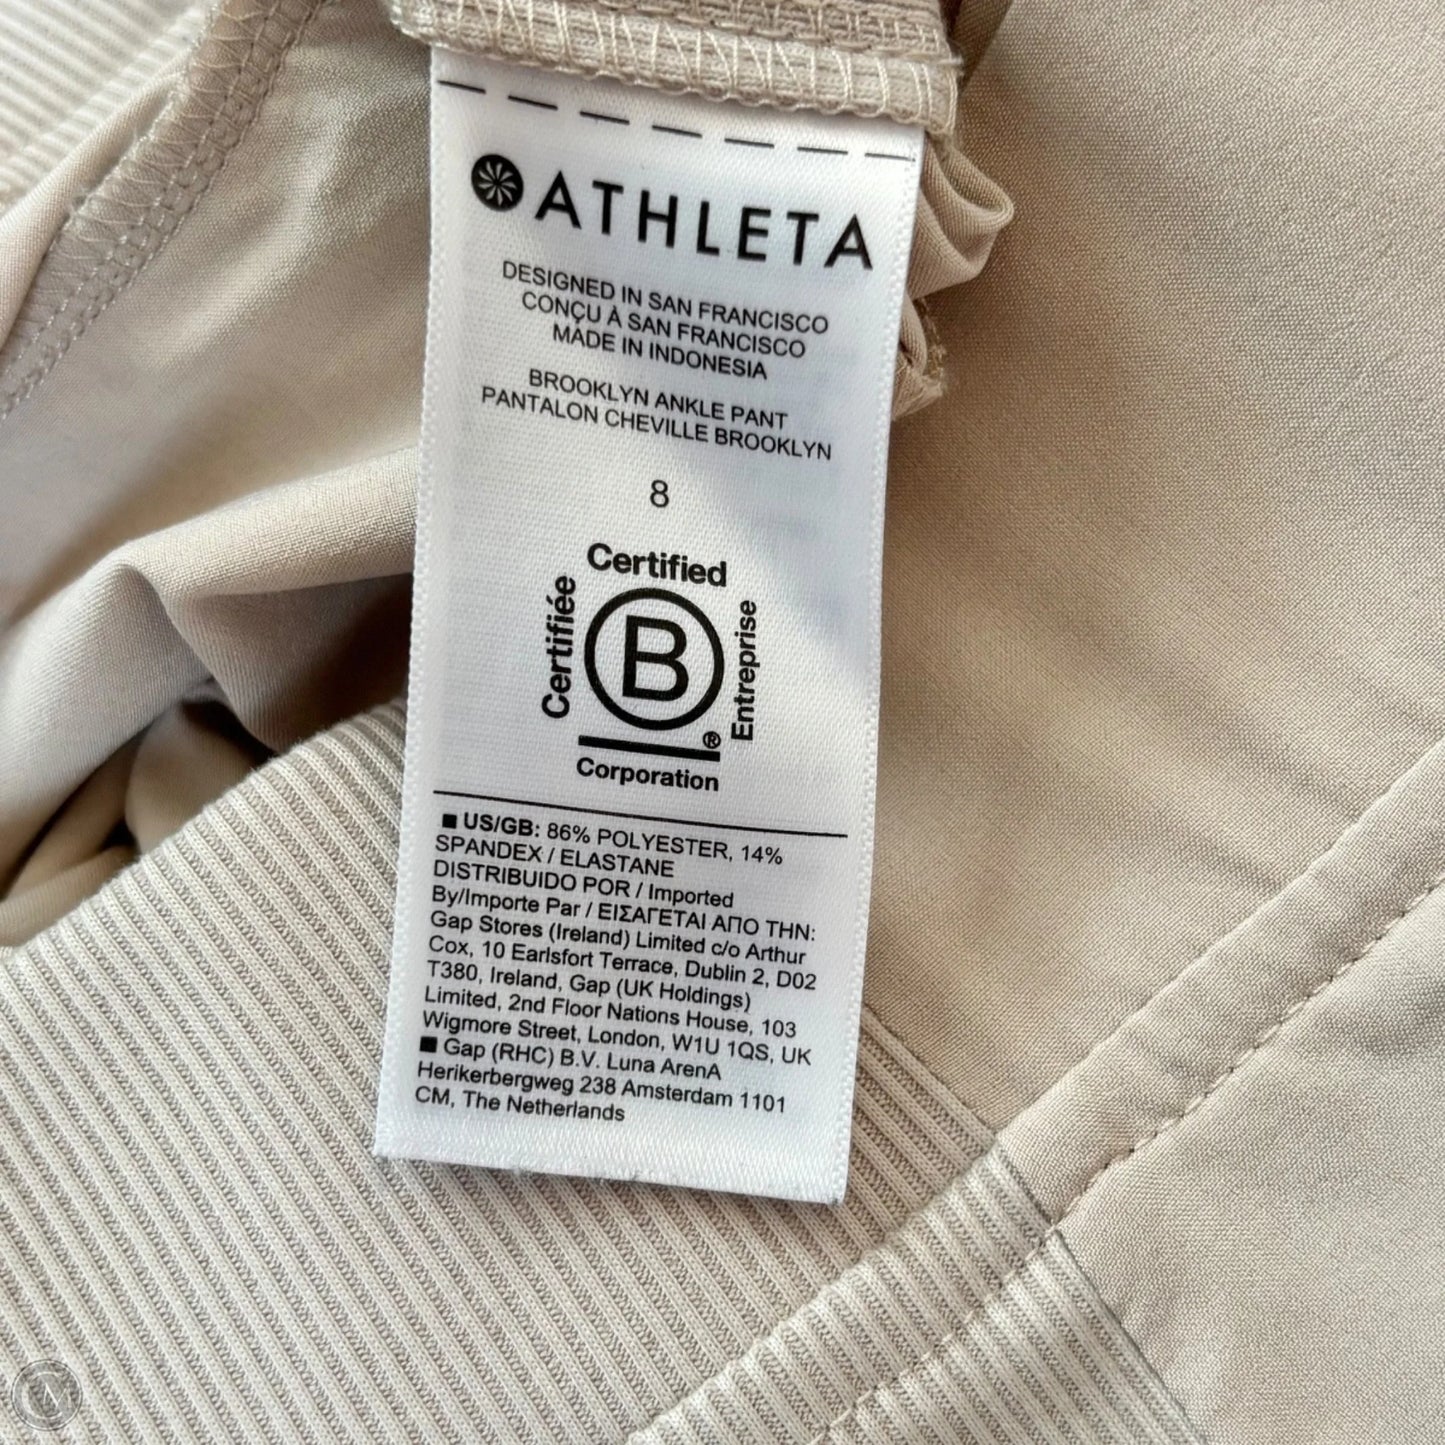 ATHLETA
DESIGNED IN SAN FRANCISCO
CONÇU À SAN FRANCISCO
MADE IN INDONESIA
BROOKLYN ANKLE PANT
PANTALON CHEVILLE BROOKLYN
8
Certified
Certifiée
B
Entreprise
®
Corporation
■ US/GB: 86% POLYESTER, 14%
SPANDEX / ELASTANE
DISTRIBUIDO POR / Imported
By/Importe Par / ΕΙΣΑΓΕΤΑΙ ΑΠΟ ΤΗΝ:
Gap Stores (Ireland) Limited c/o Arthur
Cox, 10 Earlsfort Terrace, Dublin 2, D02
T380, Ireland, Gap (UK Holdings)
Limited, 2nd Floor Nations House, 103
Wigmore Street, London, W1U 1QS, UK
■ Gap (RHC) B.V. Luna ArenA
Herikerbergweg 238 Amsterdam 1101
CM, The Netherlands